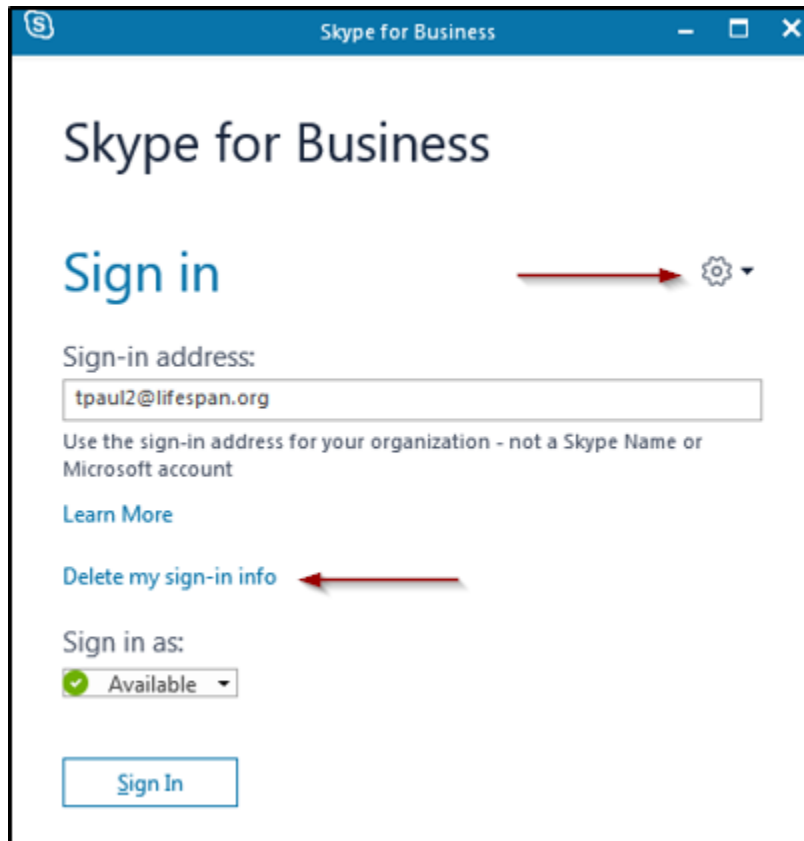 Skype for Business
Skype for Business
Sign in
Sign-in address:
tpaul2@lifespan.org
Use the sign-in address for your organization - not a Skype Name or
Microsoft account
Learn More
Delete my sign-in info
Sign in as:
Available
Sign In